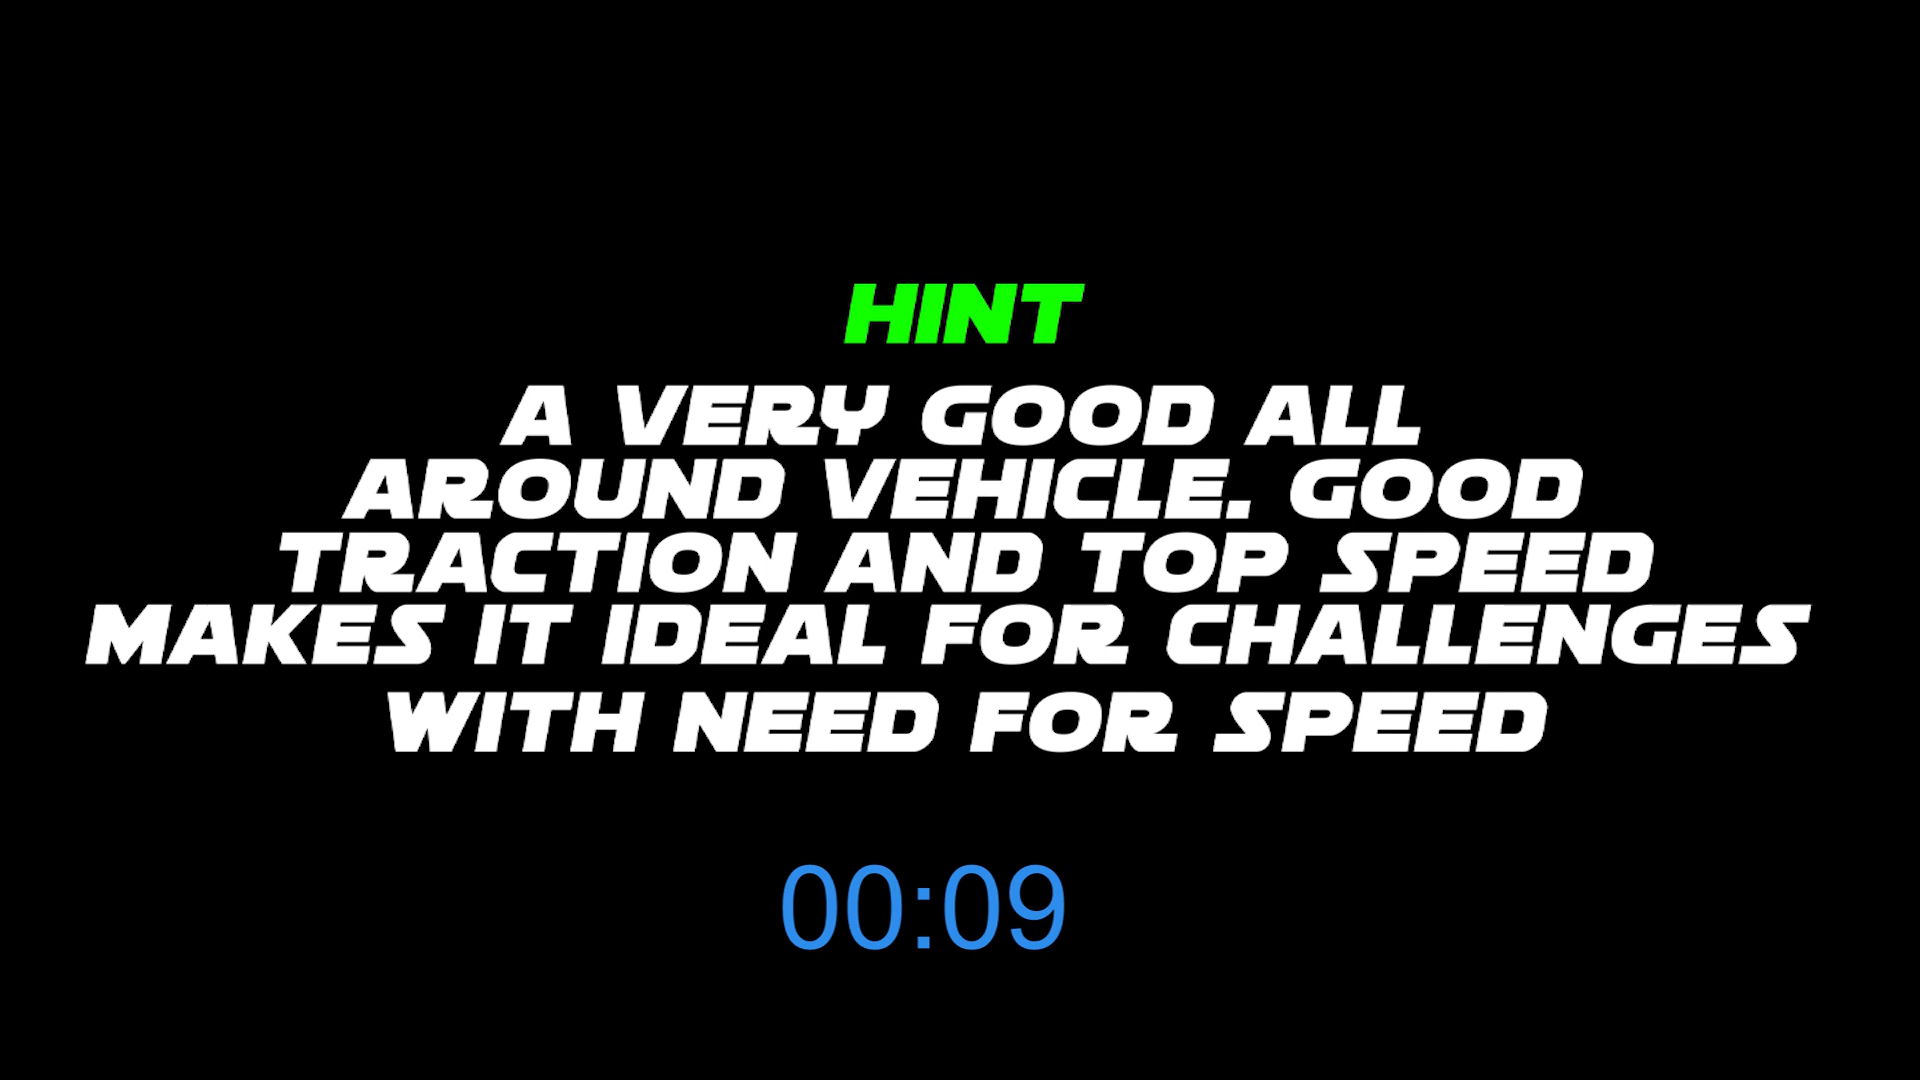 HINT
A VERY GOOD ALL
AROUND VEHICLE. GOOD
TRACTION AND TOP SPEED
MAKES IT IDEAL FOR CHALLENGES
WITH NEED FOR SPEED
00:09